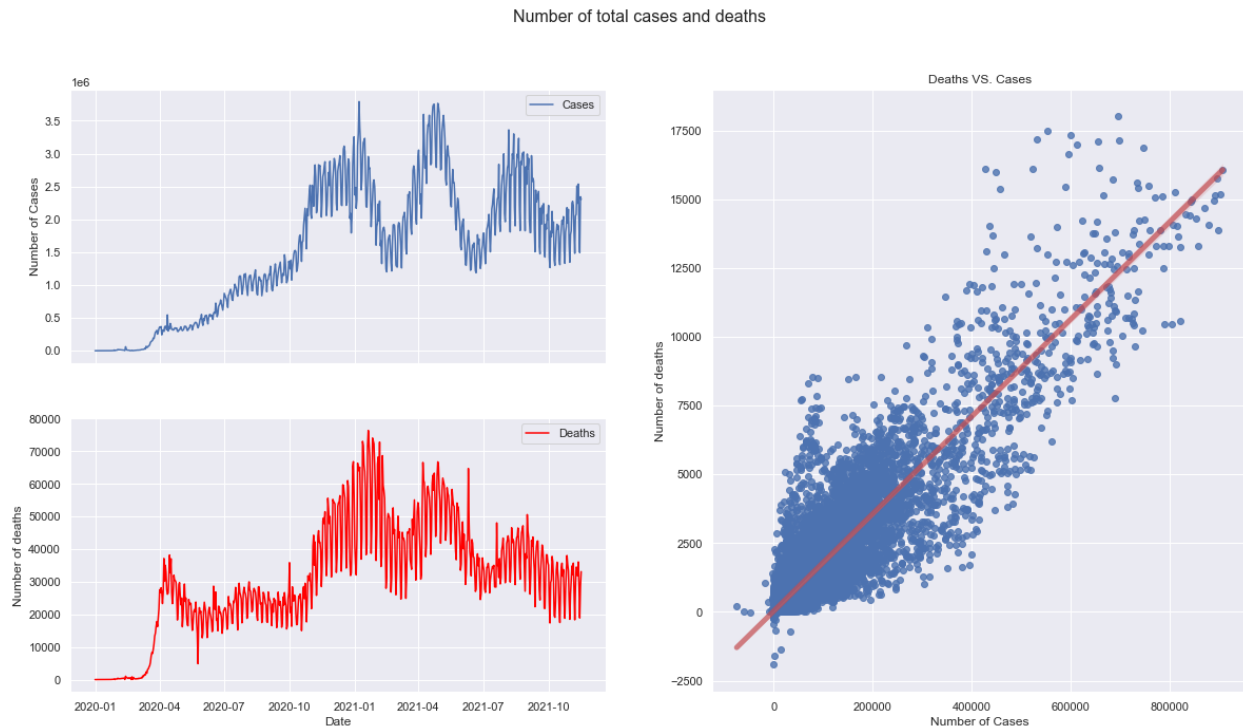 Number of total cases and deaths
1e6
Cases
3.5
3.0
2.5
2.0
1.5
1.0
0.5
0.0
Number of Cases
Deaths
80000
70000
60000
50000
40000
30000
20000
10000
0
Number of deaths
2020-01 2020-04 2020-07 2020-10 2021-01 2021-04 2021-07 2021-10
Date
Deaths VS. Cases
17500
15000
12500
10000
7500
5000
2500
0
−2500
Number of deaths
0 200000 400000 600000 800000
Number of Cases